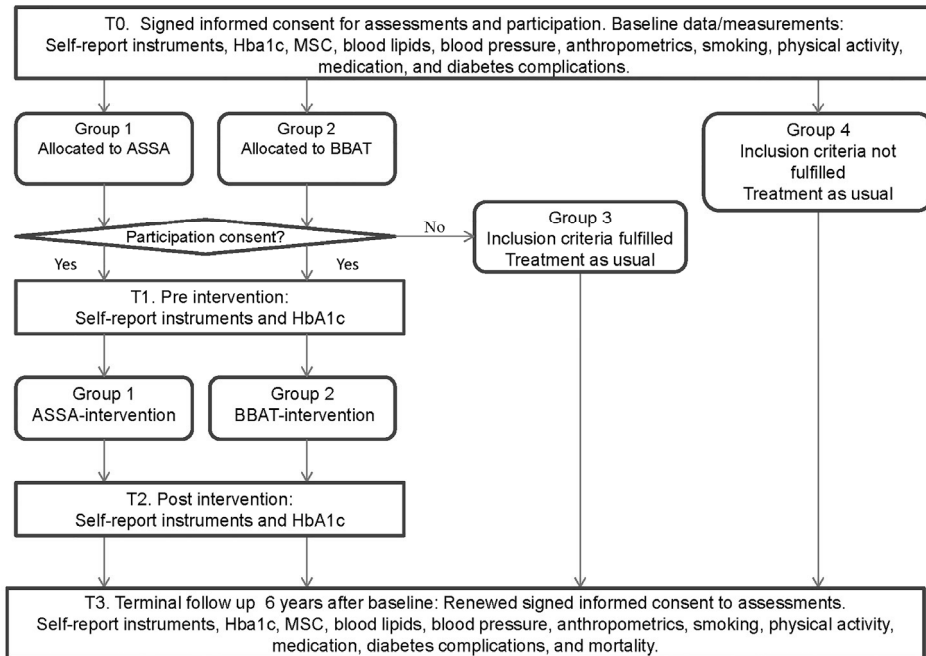 T0. Signed informed consent for assessments and participation. Baseline data/measurements:
Self-report instruments, Hba1c, MSC, blood lipids, blood pressure, anthropometrics, smoking, physical activity,
medication, and diabetes complications.
Group 1
Allocated to ASSA
Group 2
Allocated to BBAT
Group 4
Inclusion criteria not
fulfilled
Treatment as usual
Participation consent?
No
Group 3
Inclusion criteria fulfilled
Treatment as usual
Yes
Yes
T1. Pre intervention:
Self-report instruments and HbA1c
Group 1
ASSA-intervention
Group 2
BBAT-intervention
T2. Post intervention:
Self-report instruments and HbA1c
T3. Terminal follow up 6 years after baseline: Renewed signed informed consent to assessments.
Self-report instruments, Hba1c, MSC, blood lipids, blood pressure, anthropometrics, smoking, physical activity,
medication, diabetes complications, and mortality.